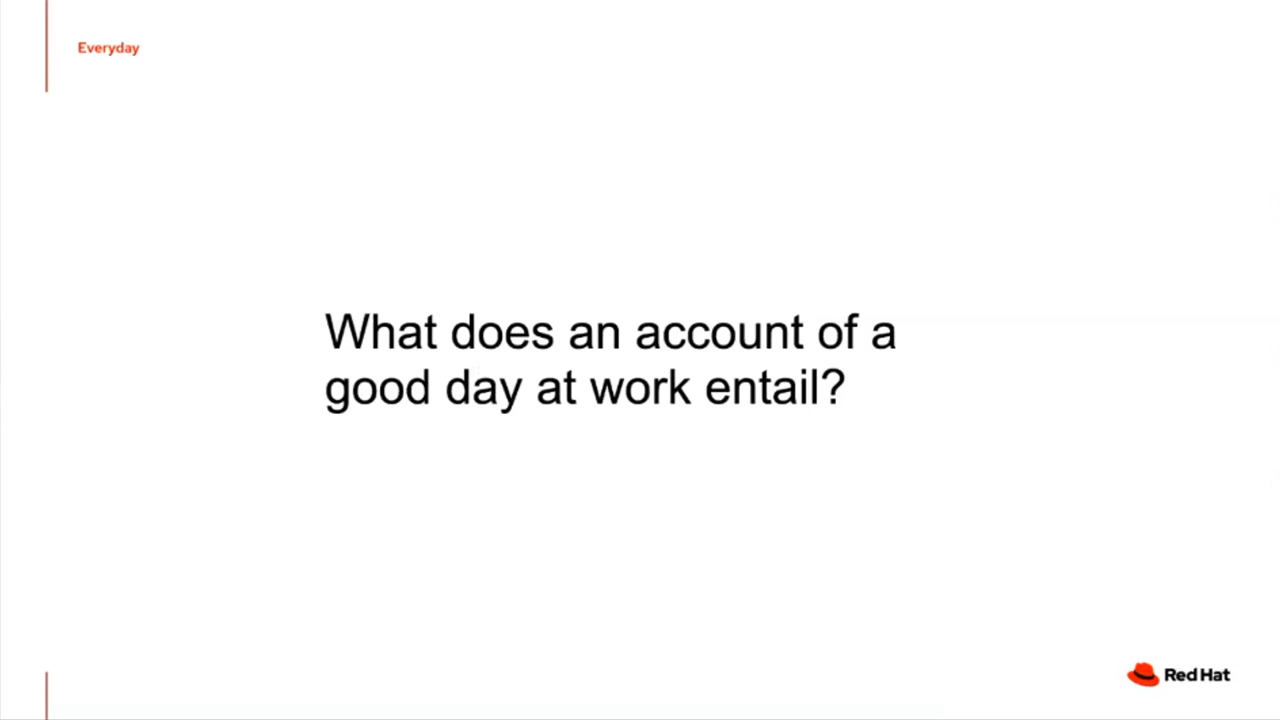 Everyday
What does an account of a
good day at work entail?
Red Hat